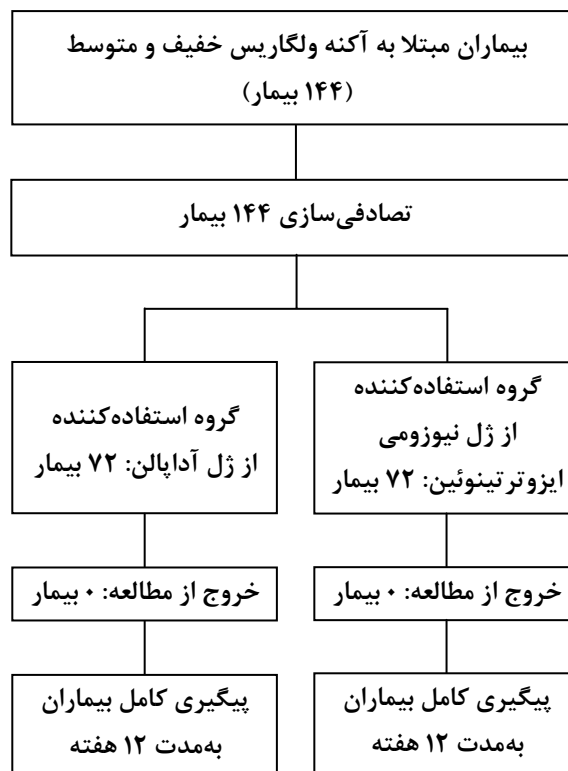 بیماران مبتلا به آکنه ولگاریس خفیف و متوسط
(۱۴۴ بیمار)
تصادفی‌سازی ۱۴۴ بیمار
گروه استفاده‌کننده
از ژل نیوزومی
ایزوترتینوئین: ۷۲ بیمار
گروه استفاده‌کننده
از ژل آداپالن: ۷۲ بیمار
خروج از مطالعه: ۰ بیمار
خروج از مطالعه: ۰ بیمار
پیگیری کامل بیماران
به‌مدت ۱۲ هفته
پیگیری کامل بیماران
به‌مدت ۱۲ هفته